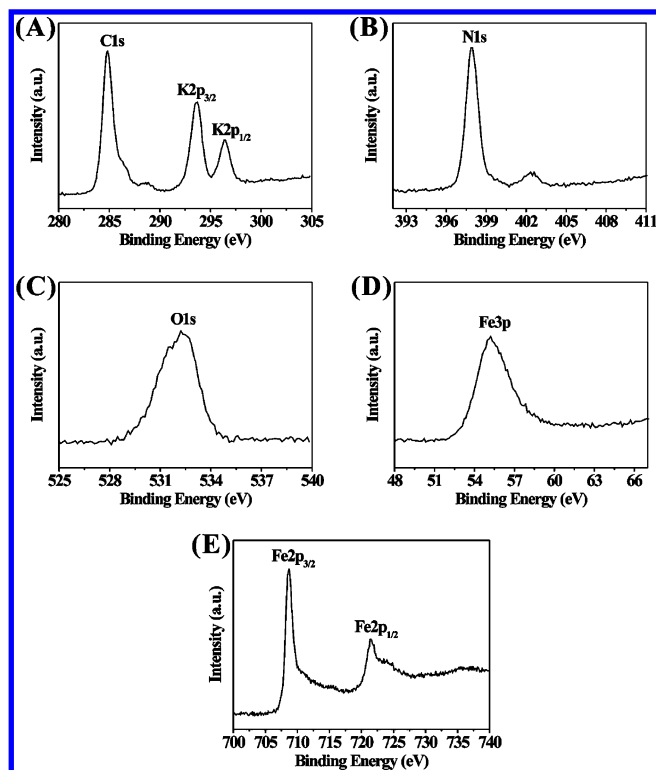 (A)
C1s
K2p3/2
K2p1/2
Intensity (a.u.)
280 285 290 295 300 305
Binding Energy (eV)
(B)
N1s
Intensity (a.u.)
393 396 399 402 405 408 411
Binding Energy (eV)
(C)
O1s
Intensity (a.u.)
525 528 531 534 537 540
Binding Energy (eV)
(D)
Fe3p
Intensity (a.u.)
48 51 54 57 60 63 66
Binding Energy (eV)
(E)
Fe2p3/2
Fe2p1/2
Intensity (a.u.)
700 705 710 715 720 725 730 735 740
Binding Energy (eV)